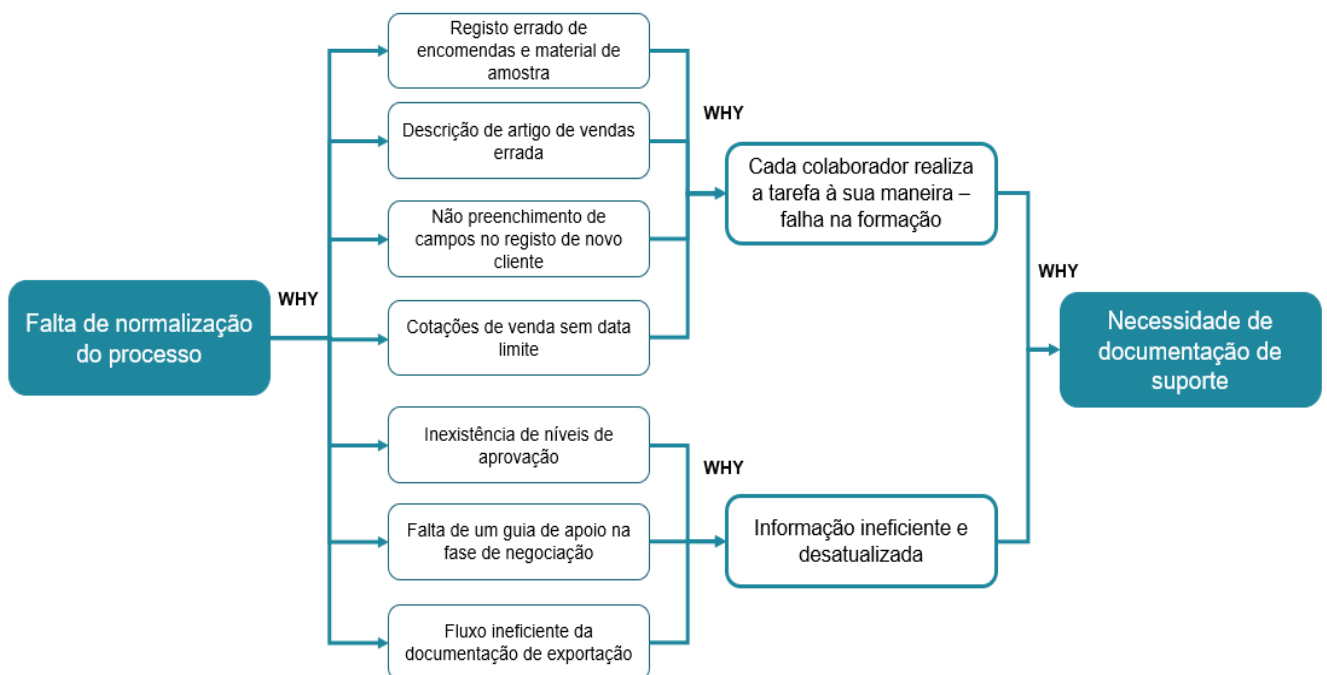 Registo errado de
encomendas e material de
amostra
WHY
Descrição de artigo de vendas
errada
Cada colaborador realiza
a tarefa à sua maneira –
falha na formação
Não preenchimento de
campos no registo de novo
cliente
WHY
WHY
Falta de normalização
do processo
Cotações de venda sem data
limite
Necessidade de
documentação de
suporte
Inexistência de níveis de
aprovação
WHY
Falta de um guia de apoio na
fase de negociação
Informação ineficiente e
desatualizada
Fluxo ineficiente da
documentação de exportação